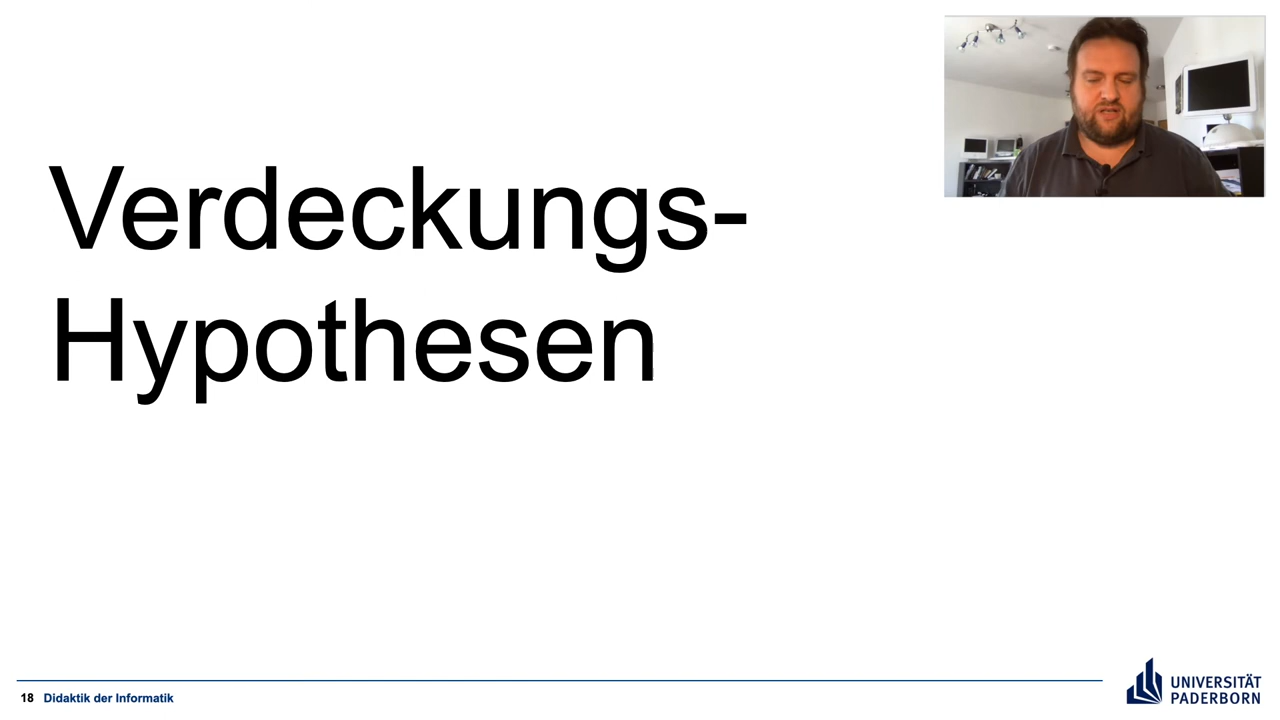 Verdeckungs-
Hypothesen
18 Didaktik der Informatik
UNIVERSITÄT
PADERBORN